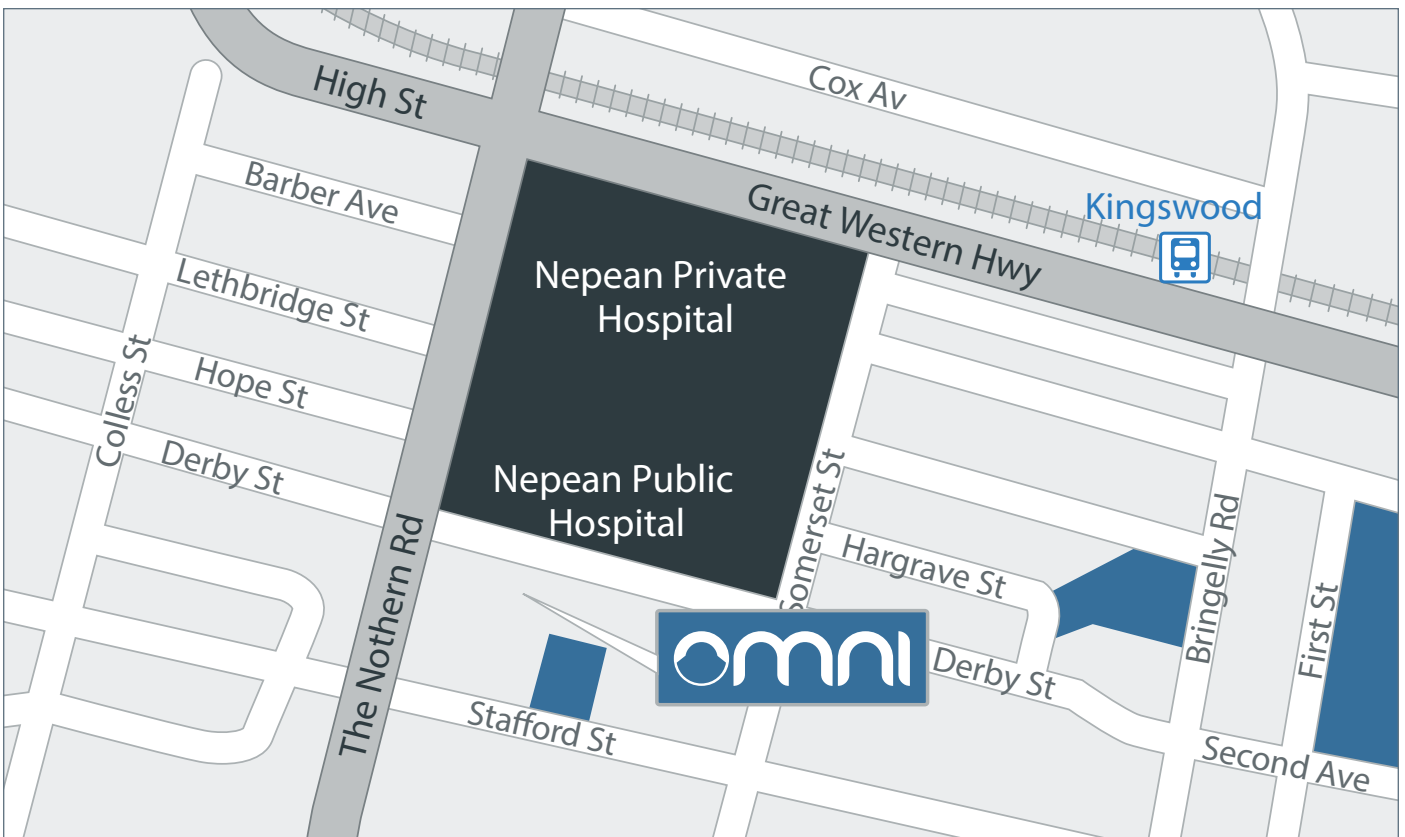 High St
Cox Av
Barber Ave
Great Western Hwy
Kingswood
Lethbridge St
Nepean Private
Hospital
Hope St
Colless St
Derby St
Nepean Public
Hospital
Somerset St
The Nothern Rd
Hargrave St
Bringelly Rd
First St
omni
Derby St
Stafford St
Second Ave